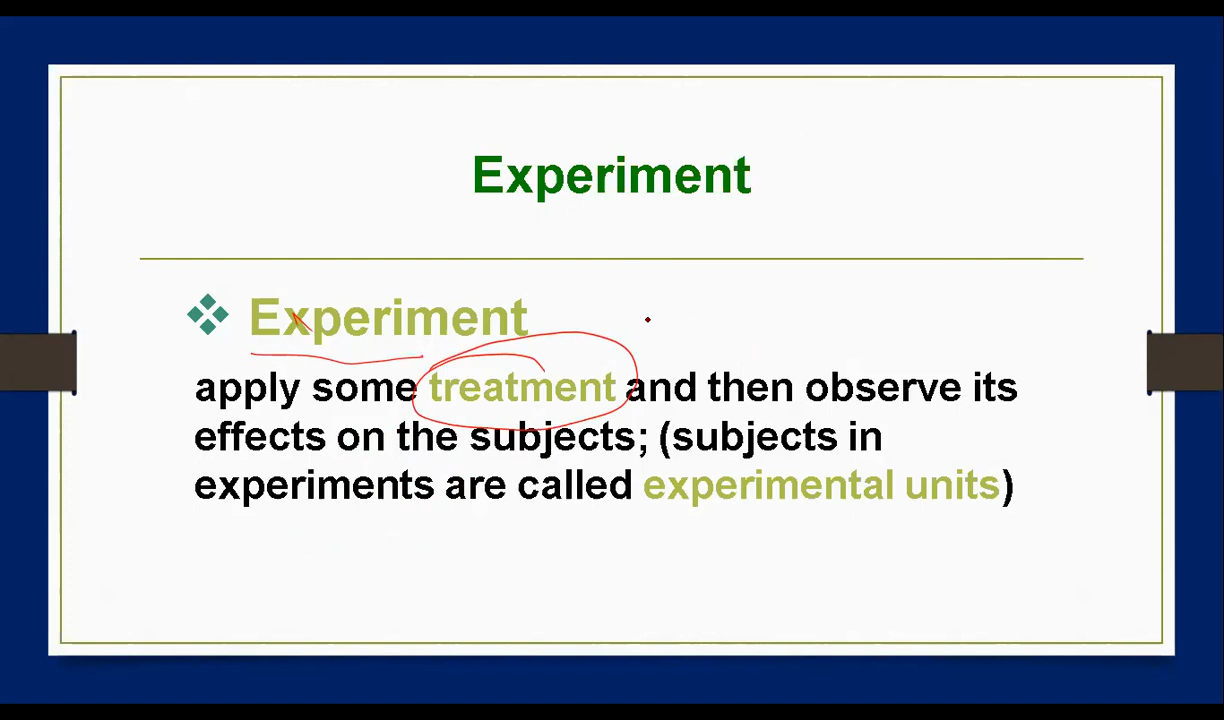 Experiment
Experiment
apply some treatment and then observe its
effects on the subjects; (subjects in
experiments are called experimental units)